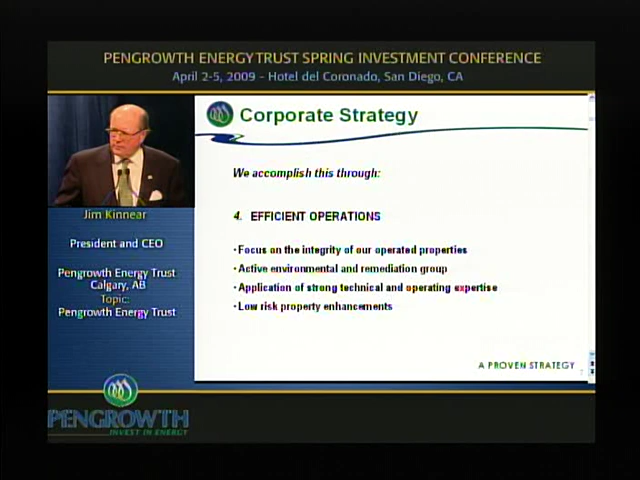 PENGROWTH ENERGY TRUST SPRING INVESTMENT CONFERENCE
April 2-5, 2009 - Hotel del Coronado, San Diego, CA
Jim Kinnear
President and CEO
Pengrowth Energy Trust
Calgary, AB
Topic:
Pengrowth Energy Trust
Corporate Strategy
We accomplish this through:
4. EFFICIENT OPERATIONS
• Focus on the integrity of our operated properties
• Active environmental and remediation group
• Application of strong technical and operating expertise
• Low risk property enhancements
A PROVEN STRATEGY
PENGROWTH
INVEST IN ENERGY